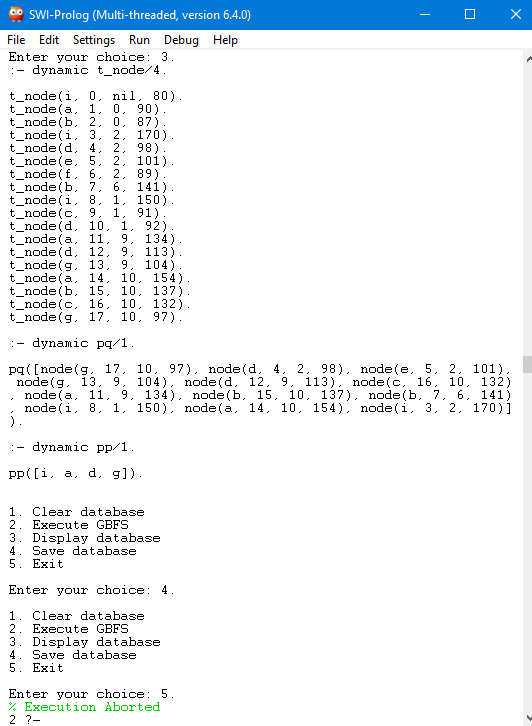 SWI-Prolog (Multi-threaded, version 6.4.0)
File Edit Settings Run Debug Help
Enter your choice: 3.
:- dynamic t_node/4.
t_node(i, 0, nil, 80).
t_node(a, 1, 0, 90).
t_node(b, 2, 0, 87).
t_node(i, 3, 2, 170).
t_node(d, 4, 2, 98).
t_node(e, 5, 2, 101).
t_node(f, 6, 2, 89).
t_node(b, 7, 6, 141).
t_node(i, 8, 1, 150).
t_node(c, 9, 1, 91).
t_node(d, 10, 1, 92).
t_node(a, 11, 9, 134).
t_node(d, 12, 9, 113).
t_node(g, 13, 9, 104).
t_node(a, 14, 10, 154).
t_node(b, 15, 10, 137).
t_node(c, 16, 10, 132).
t_node(g, 17, 10, 97).
:- dynamic pq/1.
pq([node(g, 17, 10, 97), node(d, 4, 2, 98), node(e, 5, 2, 101),
node(g, 13, 9, 104), node(d, 12, 9, 113), node(c, 16, 10, 132)
, node(a, 11, 9, 134), node(b, 15, 10, 137), node(b, 7, 6, 141)
, node(i, 8, 1, 150), node(a, 14, 10, 154), node(i, 3, 2, 170)]
).
:- dynamic pp/1.
pp([i, a, d, g]).
1. Clear database
2. Execute GBFS
3. Display database
4. Save database
5. Exit
Enter your choice: 4.
1. Clear database
2. Execute GBFS
3. Display database
4. Save database
5. Exit
Enter your choice: 5.
% Execution Aborted
2 ?-